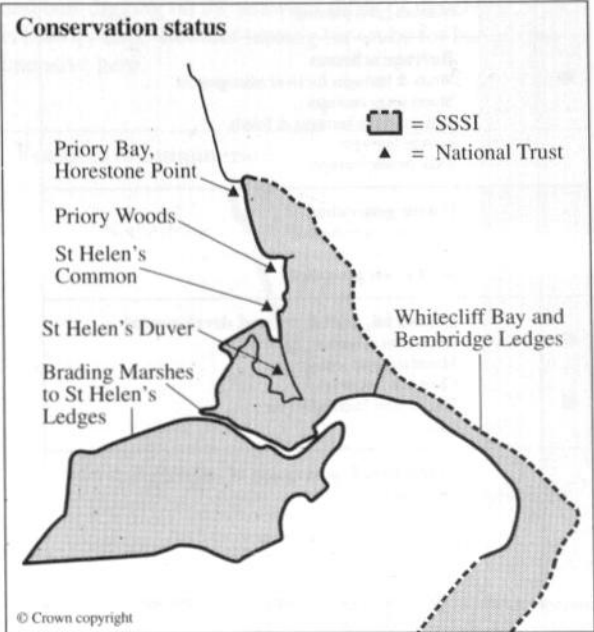 Conservation status
= SSSI
= National Trust
Priory Bay,
Horestone Point
Priory Woods
St Helen's
Common
St Helen's Duver
Brading Marshes
to St Helen's
Ledges
Whitecliff Bay and
Bembridge Ledges
© Crown copyright